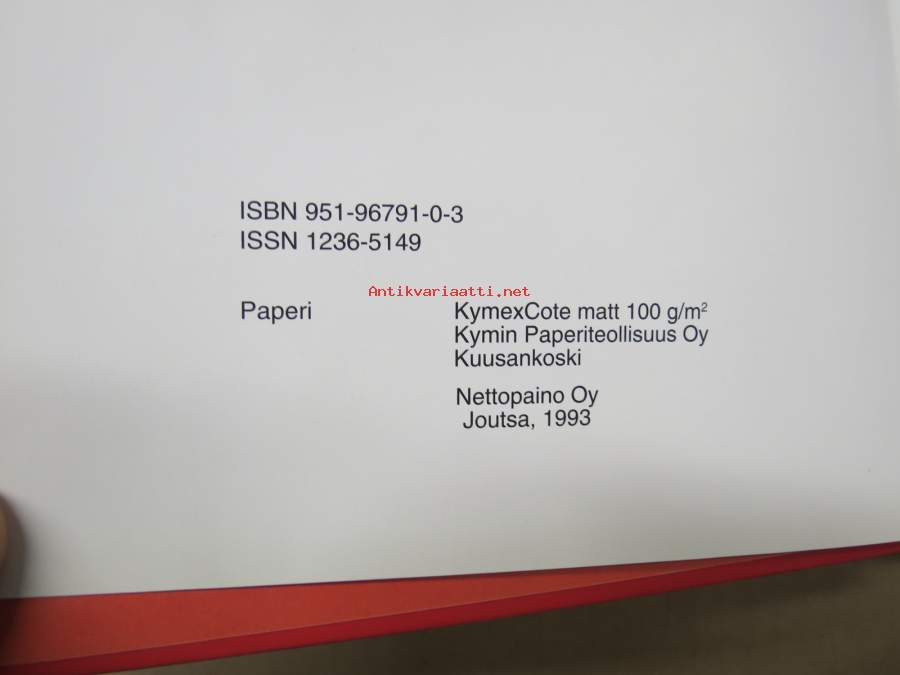 ISBN 951-96791-0-3
ISSN 1236-5149
Antikvariaatti.net
Paperi KymexCote matt 100 g/m²
Kymin Paperiteollisuus Oy
Kuusankoski
Nettopaino Oy
Joutsa, 1993